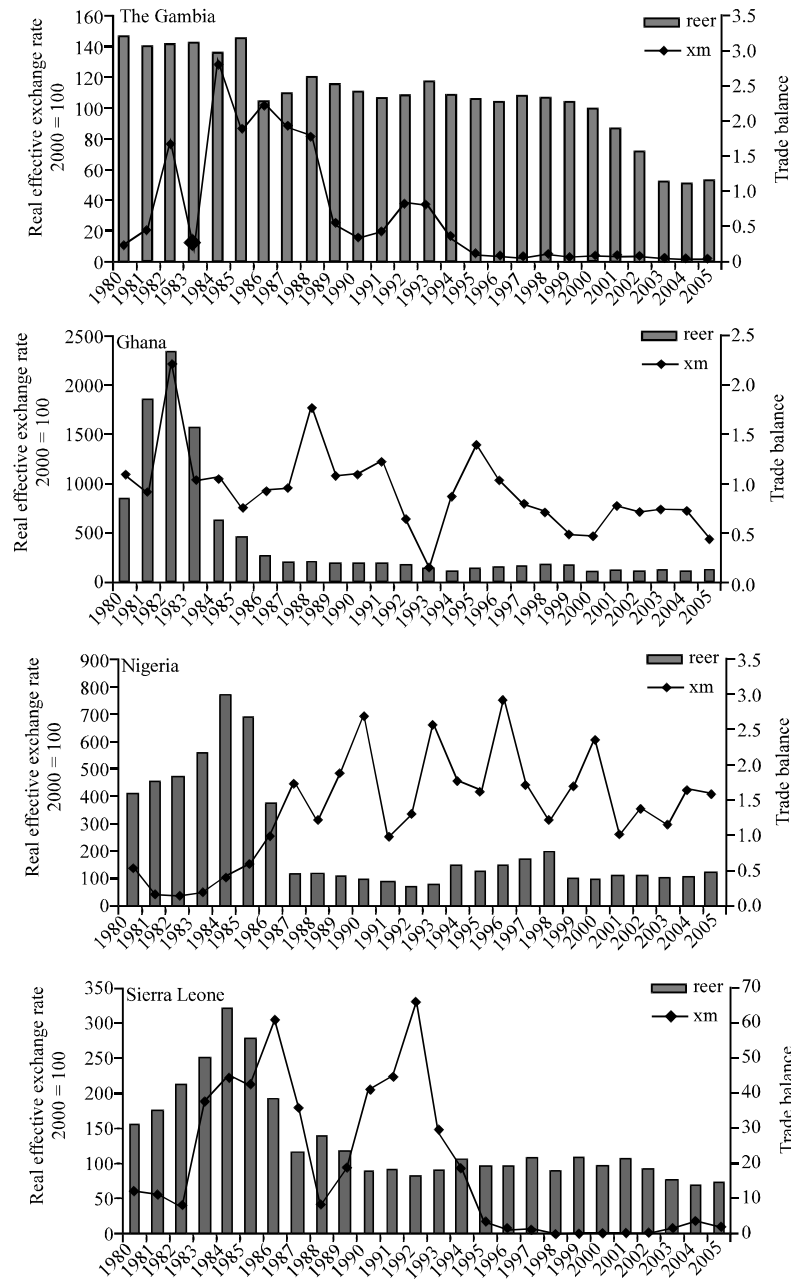 The Gambia
reer
xm
Real effective exchange rate
2000 = 100
160
140
120
100
80
60
40
20
0
3.5
3.0
2.5
2.0
1.5
1.0
0.5
0
Trade balance
1980 1981 1982 1983 1984 1985 1986 1987 1988 1989 1990 1991 1992 1993 1994 1995 1996 1997 1998 1999 2000 2001 2002 2003 2004 2005
Ghana
reer
xm
Real effective exchange rate
2000 = 100
2500
2000
1500
1000
500
0
2.5
2.0
1.5
1.0
0.5
0.0
Trade balance
1980 1981 1982 1983 1984 1985 1986 1987 1988 1989 1990 1991 1992 1993 1994 1995 1996 1997 1998 1999 2000 2001 2002 2003 2004 2005
Nigeria
reer
xm
Real effective exchange rate
2000 = 100
900
800
700
600
500
400
300
200
100
0
3.5
3.0
2.5
2.0
1.5
1.0
0.5
0.0
Trade balance
1980 1981 1982 1983 1984 1985 1986 1987 1988 1989 1990 1991 1992 1993 1994 1995 1996 1997 1998 1999 2000 2001 2002 2003 2004 2005
Sierra Leone
reer
xm
Real effective exchange rate
2000 = 100
350
300
250
200
150
100
50
0
70
60
50
40
30
20
10
0
Trade balance
1980 1981 1982 1983 1984 1985 1986 1987 1988 1989 1990 1991 1992 1993 1994 1995 1996 1997 1998 1999 2000 2001 2002 2003 2004 2005